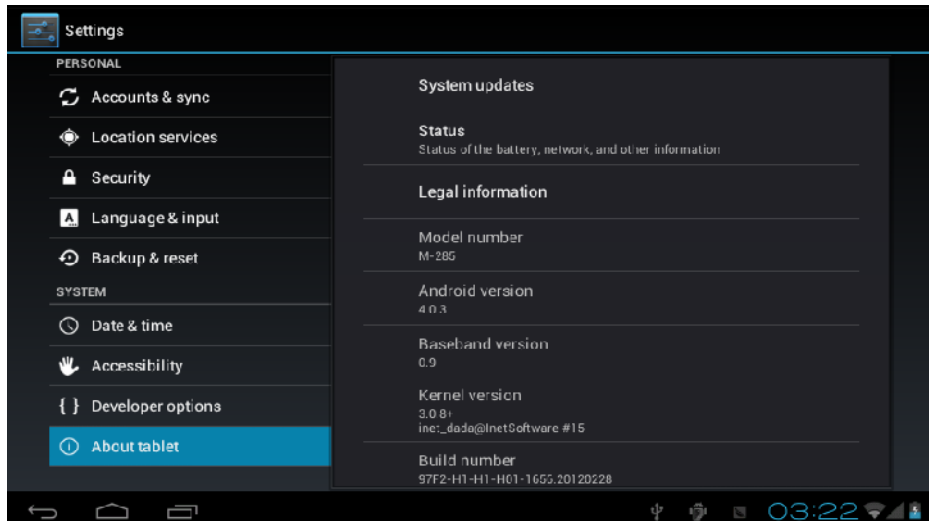 Settings
PERSONAL
Accounts & sync
Location services
Security
Language & input
Backup & reset
SYSTEM
Date & time
Accessibility
{ } Developer options
About tablet
System updates
Status
Status of the battery, network, and other information
Legal information
Model number
M-285
Android version
4.0.3
Baseband version
0.9
Kernel version
3.0.8+
inet_dada@InetSoftware #15
Build number
97F2-H1-H1-H01-1655.20120228
03:22